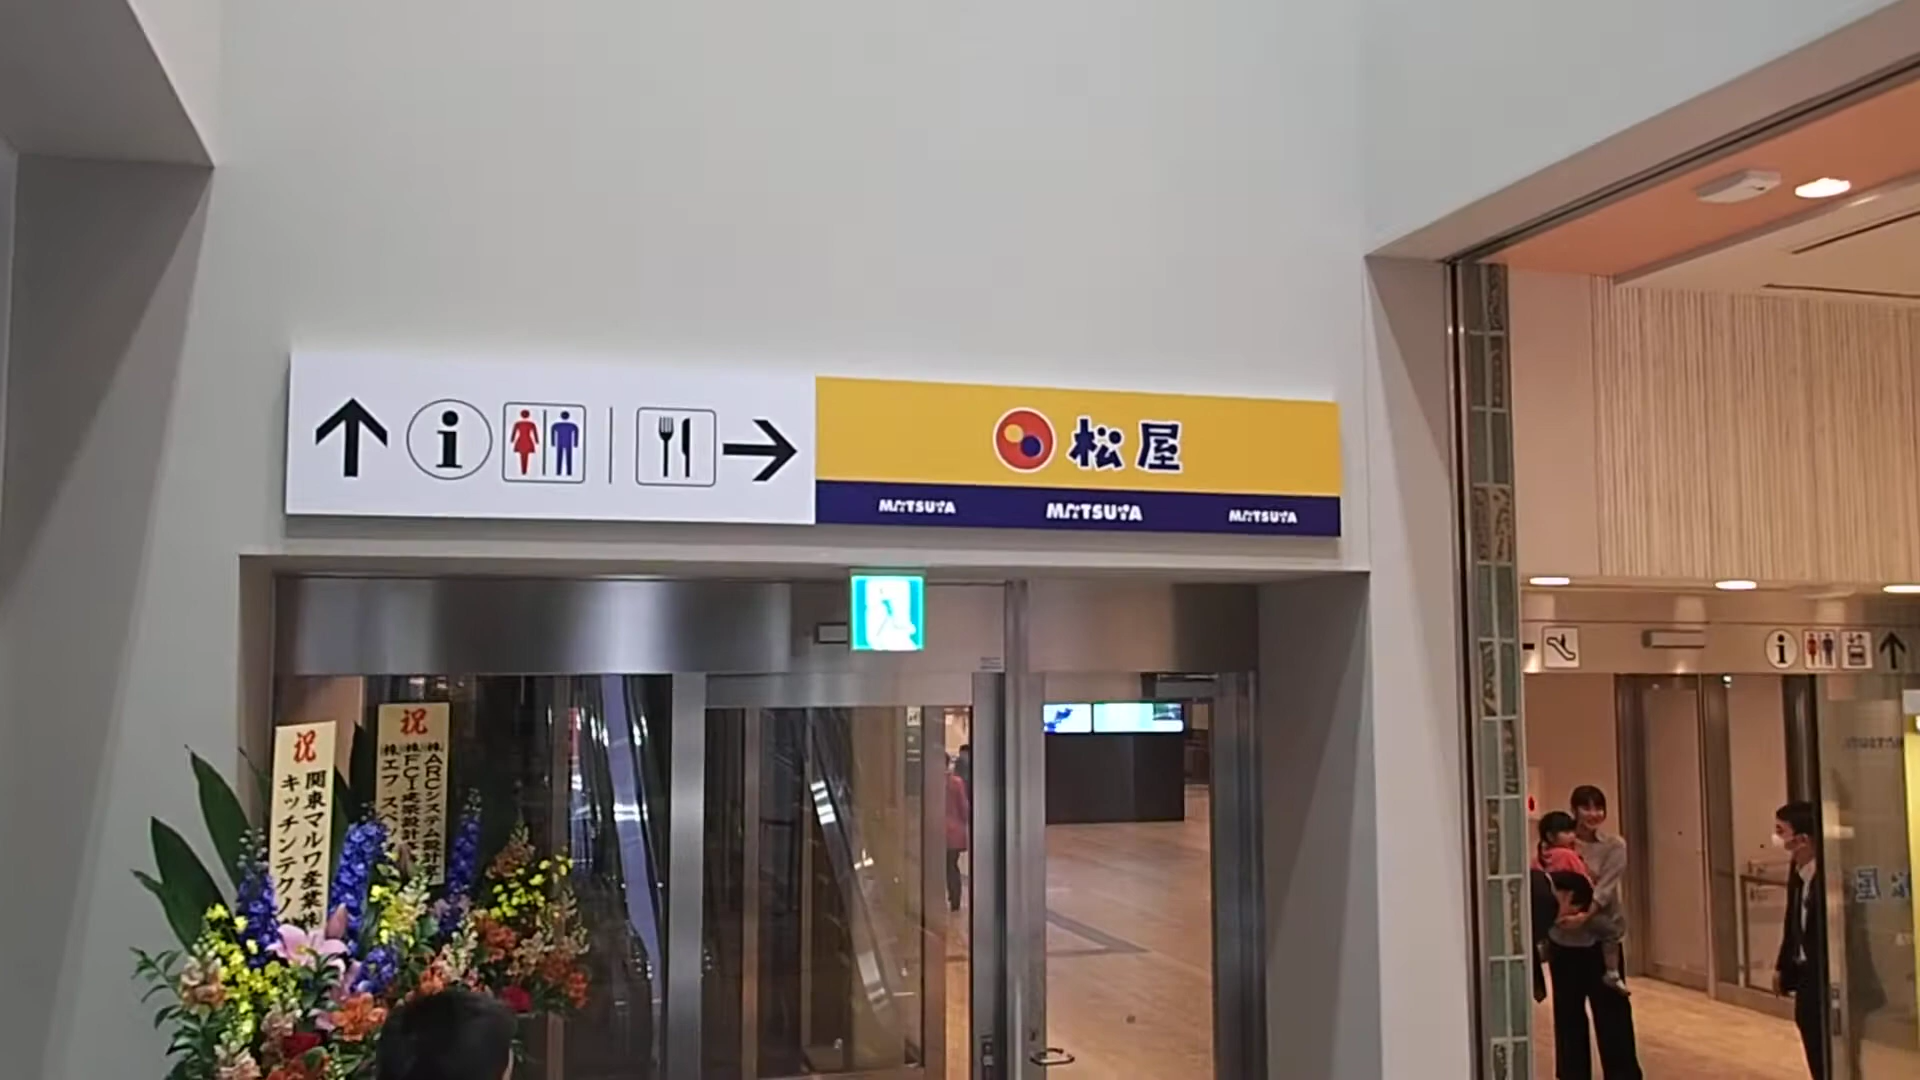 松屋
MATSUYA MATSUYA MATSUYA
祝
関東マルワ産業㈱
キッチンテクノ
祝
㈱ARCシステム設計
㈱FCI建築設計事
㈱エフスペ